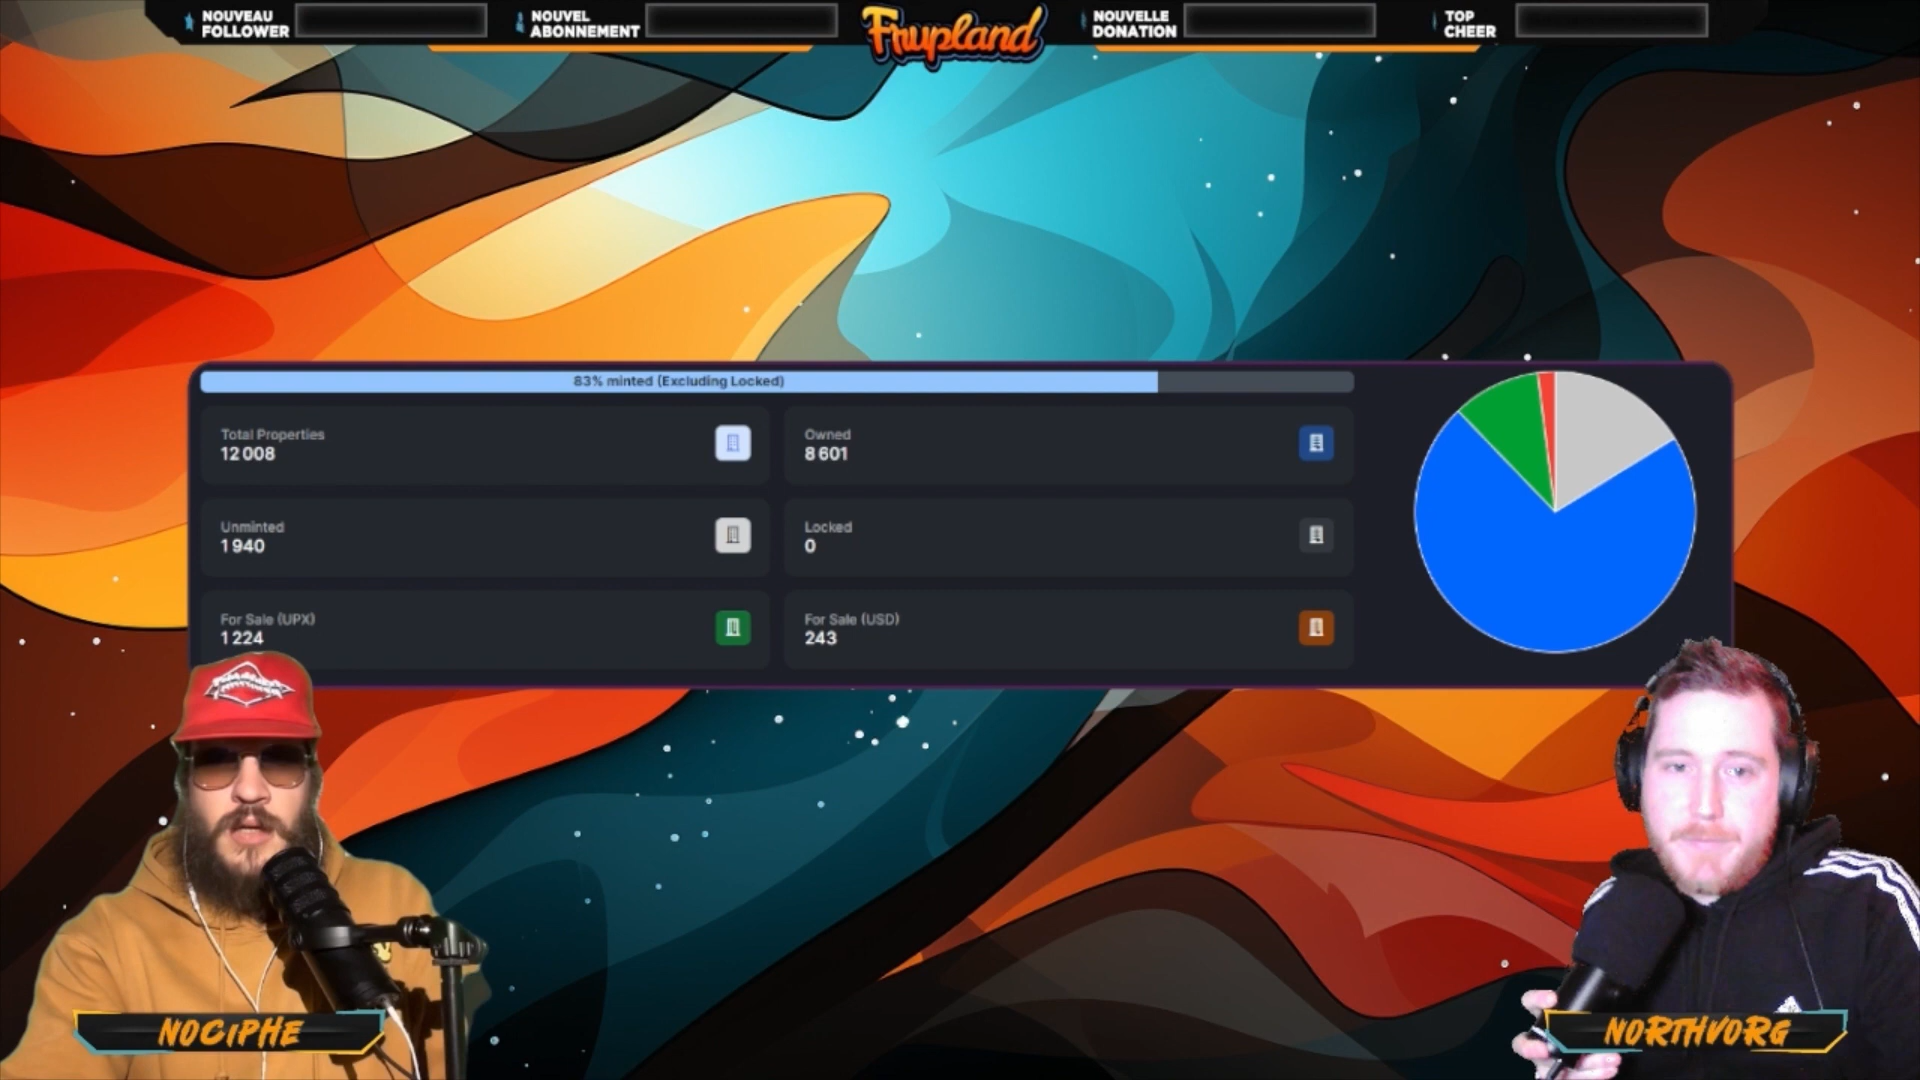 NOUVEAU
FOLLOWER
NOUVEL
ABONNEMENT
Frupland
NOUVELLE
DONATION
TOP
CHEER
83% minted (Excluding Locked)
Total Properties
12 008
Owned
8 601
Unminted
1 940
Locked
0
For Sale (UPX)
1 224
For Sale (USD)
243
NOCIPHE
NORTHVORG